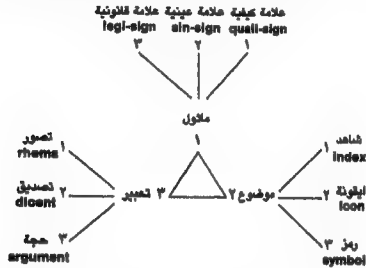 علامة كيفية علامة عينية علامة قانونية
legi-sign sin-sign quali-sign
٣ ٢ ١
ماثول
١
تصور ١
rhema
شاهد ١
index
تصديق ٢
dicent
تعبير ٣
٢ موضوع
ايقونة ٢
icon
حجة ٣
argument
رمز ٣
symbol